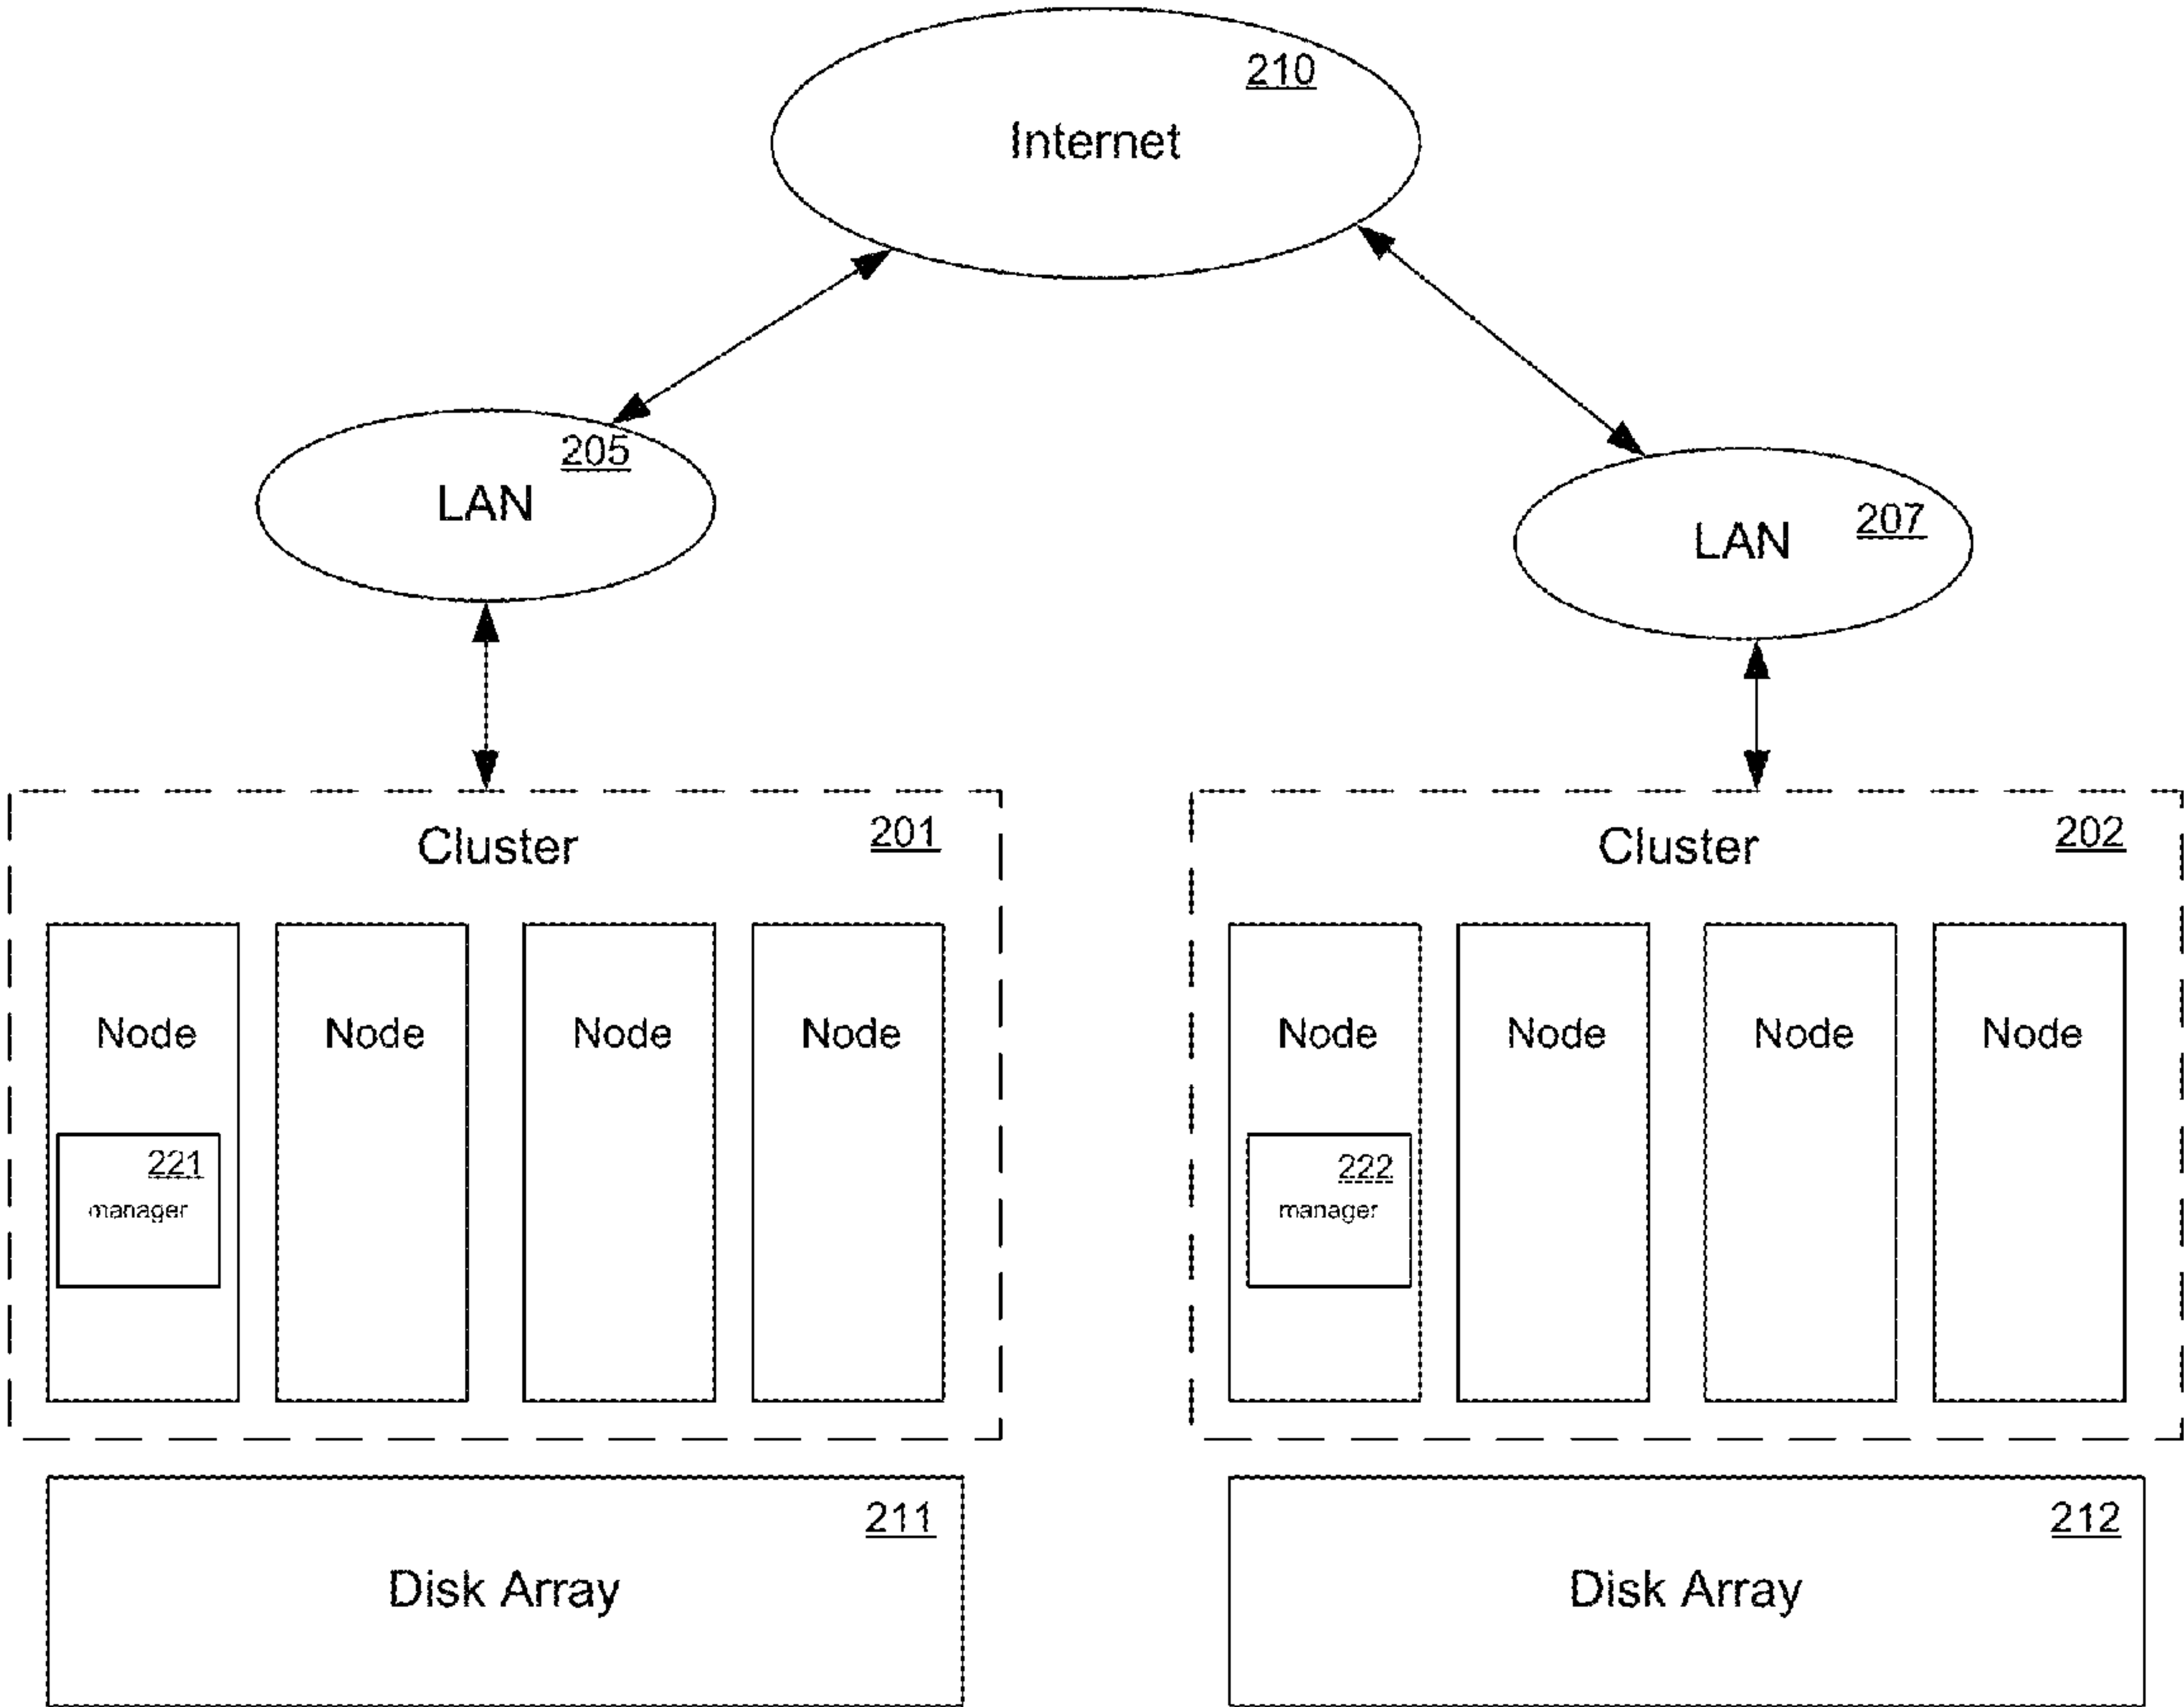 210
Internet
205
LAN
207
LAN
Cluster
201
Node
Node
Node
Node
221
manager
Cluster
202
Node
Node
Node
Node
222
manager
211
Disk Array
212
Disk Array